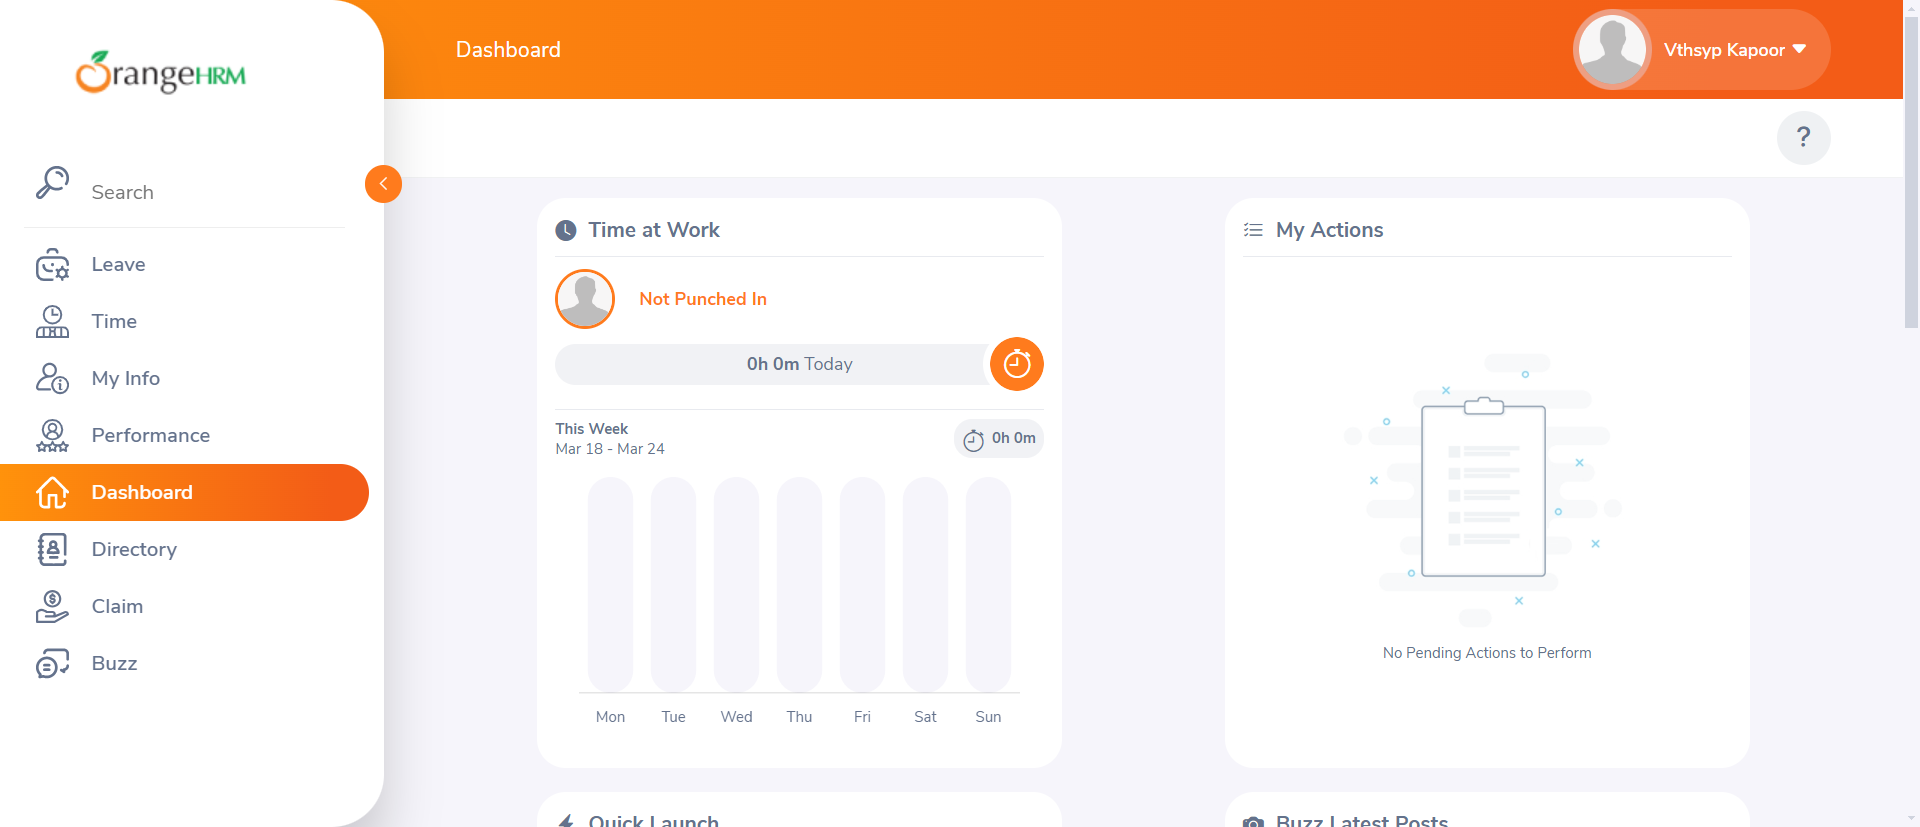 OrangeHRM
Search
Leave
Time
My Info
Performance
Dashboard
Directory
Claim
Buzz
Dashboard
Vthsyp Kapoor
?
Time at Work
Not Punched In
0h 0m Today
This Week
Mar 18 - Mar 24
0h 0m
Mon Tue Wed Thu Fri Sat Sun
My Actions
No Pending Actions to Perform
Quick Launch
Buzz Latest Posts